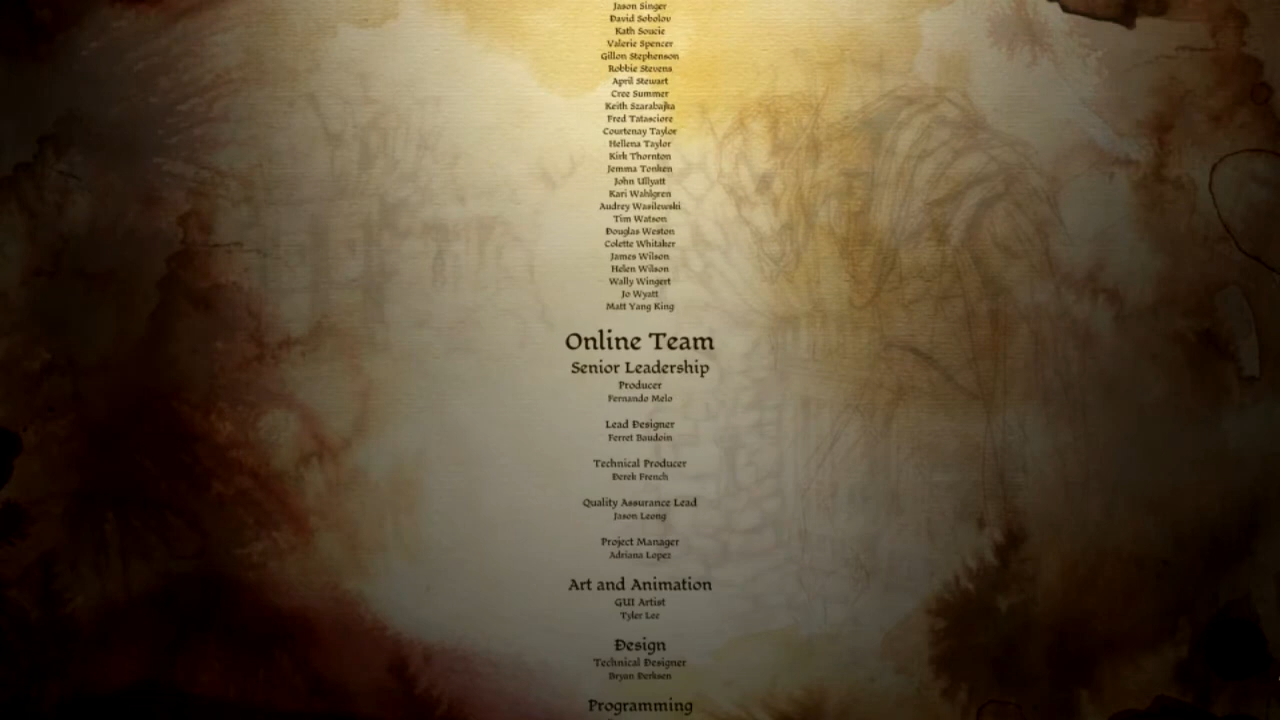 Jason Singer
David Sobolov
Kath Soucie
Valerie Spencer
Gillon Stephenson
Robbie Stevens
April Stewart
Cree Summer
Keith Szarabajka
Fred Tatasciore
Courtenay Taylor
Hellena Taylor
Kirk Thornton
Jemma Tonken
John Ullyatt
Kari Wahlgren
Audrey Wasilewski
Tim Watson
Douglas Weston
Colette Whitaker
James Wilson
Helen Wilson
Wally Wingert
Jo Wyatt
Matt Yang King
Online Team
Senior Leadership
Producer
Fernando Melo
Lead Designer
Ferret Baudoin
Technical Producer
Derek French
Quality Assurance Lead
Jason Leong
Project Manager
Adriana Lopez
Art and Animation
GUI Artist
Tyler Lee
Design
Technical Designer
Bryan Derksen
Programming